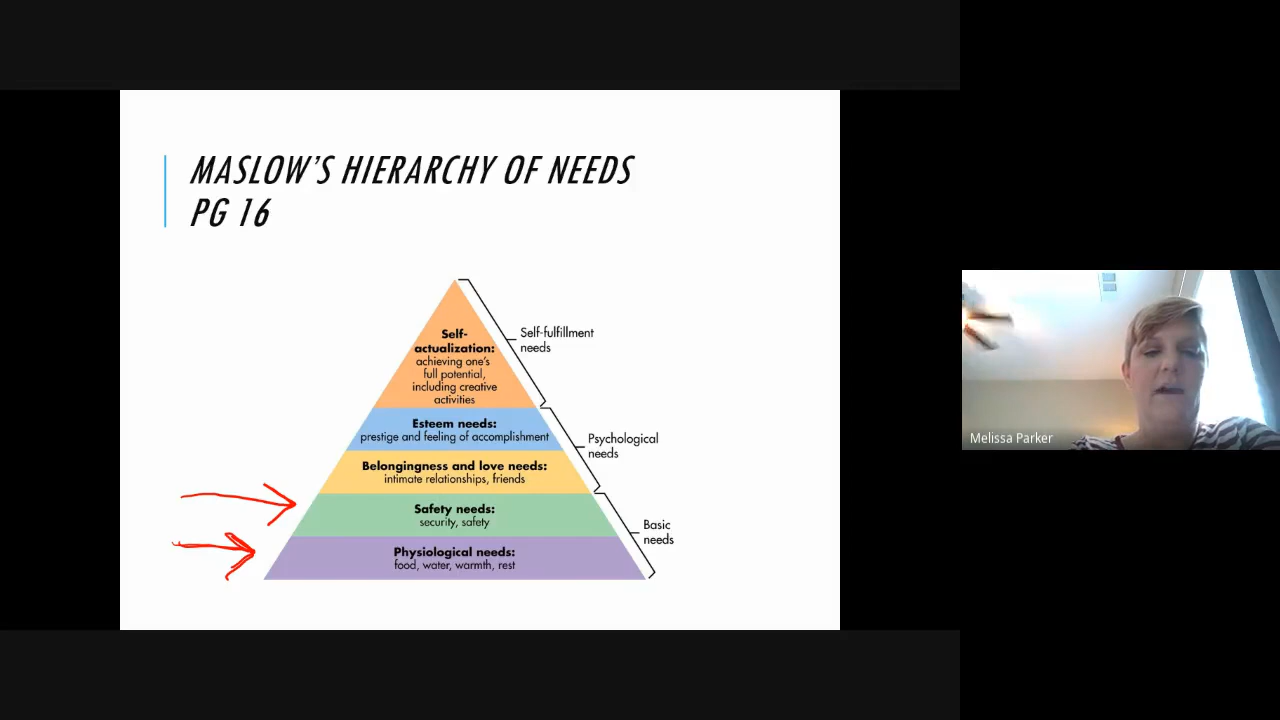 MASLOW'S HIERARCHY OF NEEDS
PG 16
Self-
actualization:
achieving one's
full potential,
including creative
activities
Self-fulfillment
needs
Esteem needs:
prestige and feeling of accomplishment
Psychological
needs
Belongingness and love needs:
intimate relationships, friends
Safety needs:
security, safety
Basic
needs
Physiological needs:
food, water, warmth, rest
Melissa Parker